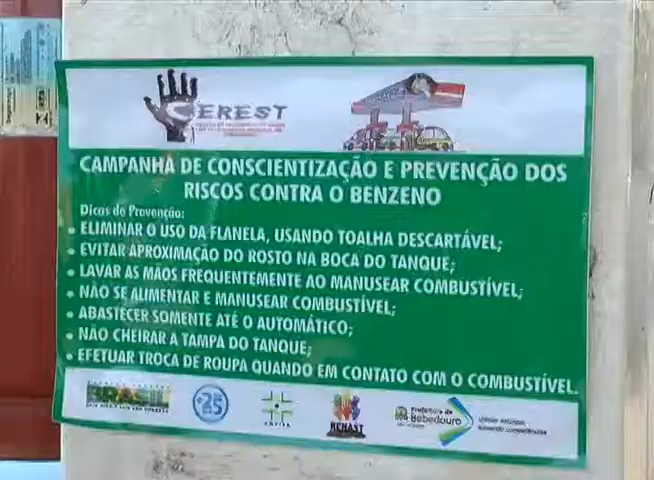 CEREST
CAMPANHA DE CONSCIENTIZAÇÃO E PREVENÇÃO DOS
RISCOS CONTRA O BENZENO
Dicas de Prevenção:
• ELIMINAR O USO DA FLANELA, USANDO TOALHA DESCARTÁVEL;
• EVITAR APROXIMAÇÃO DO ROSTO NA BOCA DO TANQUE;
• LAVAR AS MÃOS FREQUENTEMENTE AO MANUSEAR COMBUSTÍVEL;
• NÃO SE ALIMENTAR E MANUSEAR COMBUSTÍVEL;
• ABASTECER SOMENTE ATÉ O AUTOMÁTICO;
• NÃO CHEIRAR A TAMPA DO TANQUE;
• EFETUAR TROCA DE ROUPA QUANDO EM CONTATO COM O COMBUSTÍVEL.
BRASIL
25
RENAST
Prefeitura de
Bebedouro